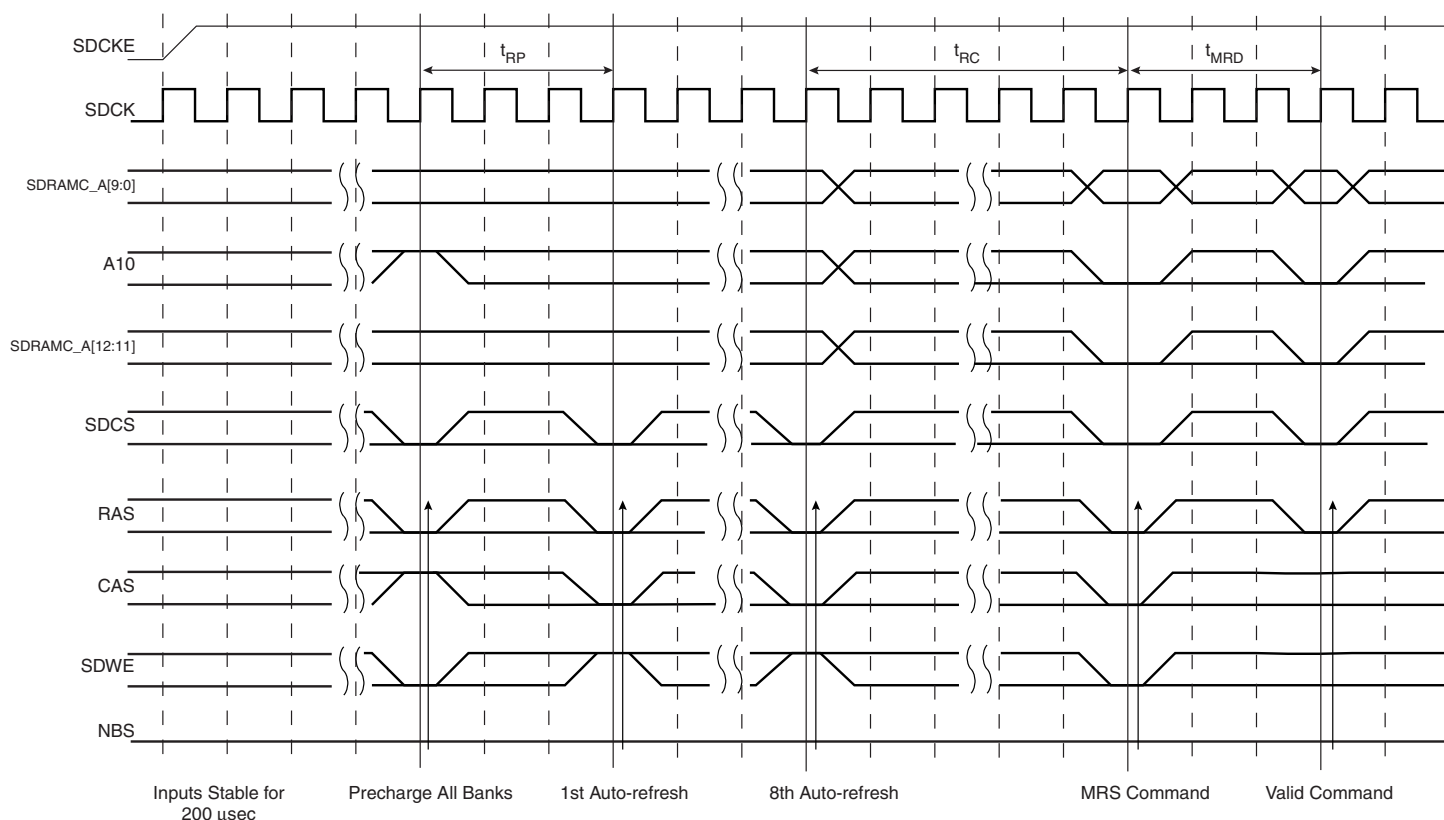 SDCKE
tRP
tRC
tMRD
SDCK
SDRAMC_A[9:0]
A10
SDRAMC_A[12:11]
SDCS
RAS
CAS
SDWE
NBS
Inputs Stable for
200 μsec
Precharge All Banks
1st Auto-refresh
8th Auto-refresh
MRS Command
Valid Command